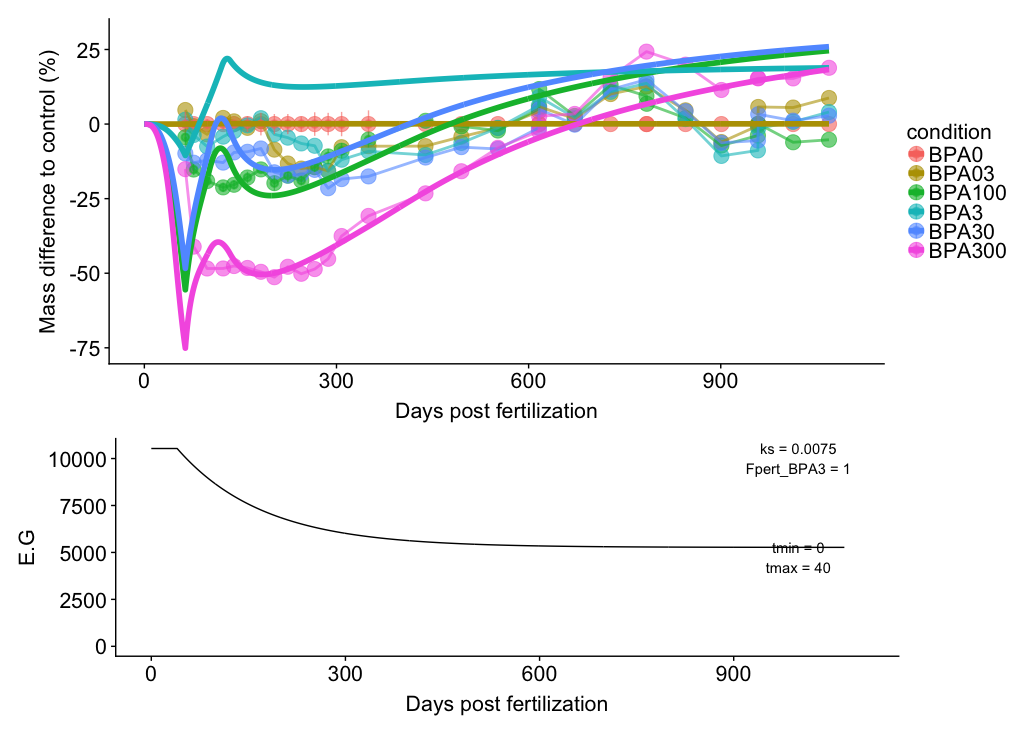 Mass difference to control (%)
25
0
-25
-50
-75
0
300
600
900
Days post fertilization
condition
BPA0
BPA03
BPA100
BPA3
BPA30
BPA300
E.G
10000
7500
5000
2500
0
0
300
600
900
Days post fertilization
ks = 0.0075
Fpert_BPA3 = 1
tmin = 0
tmax = 40